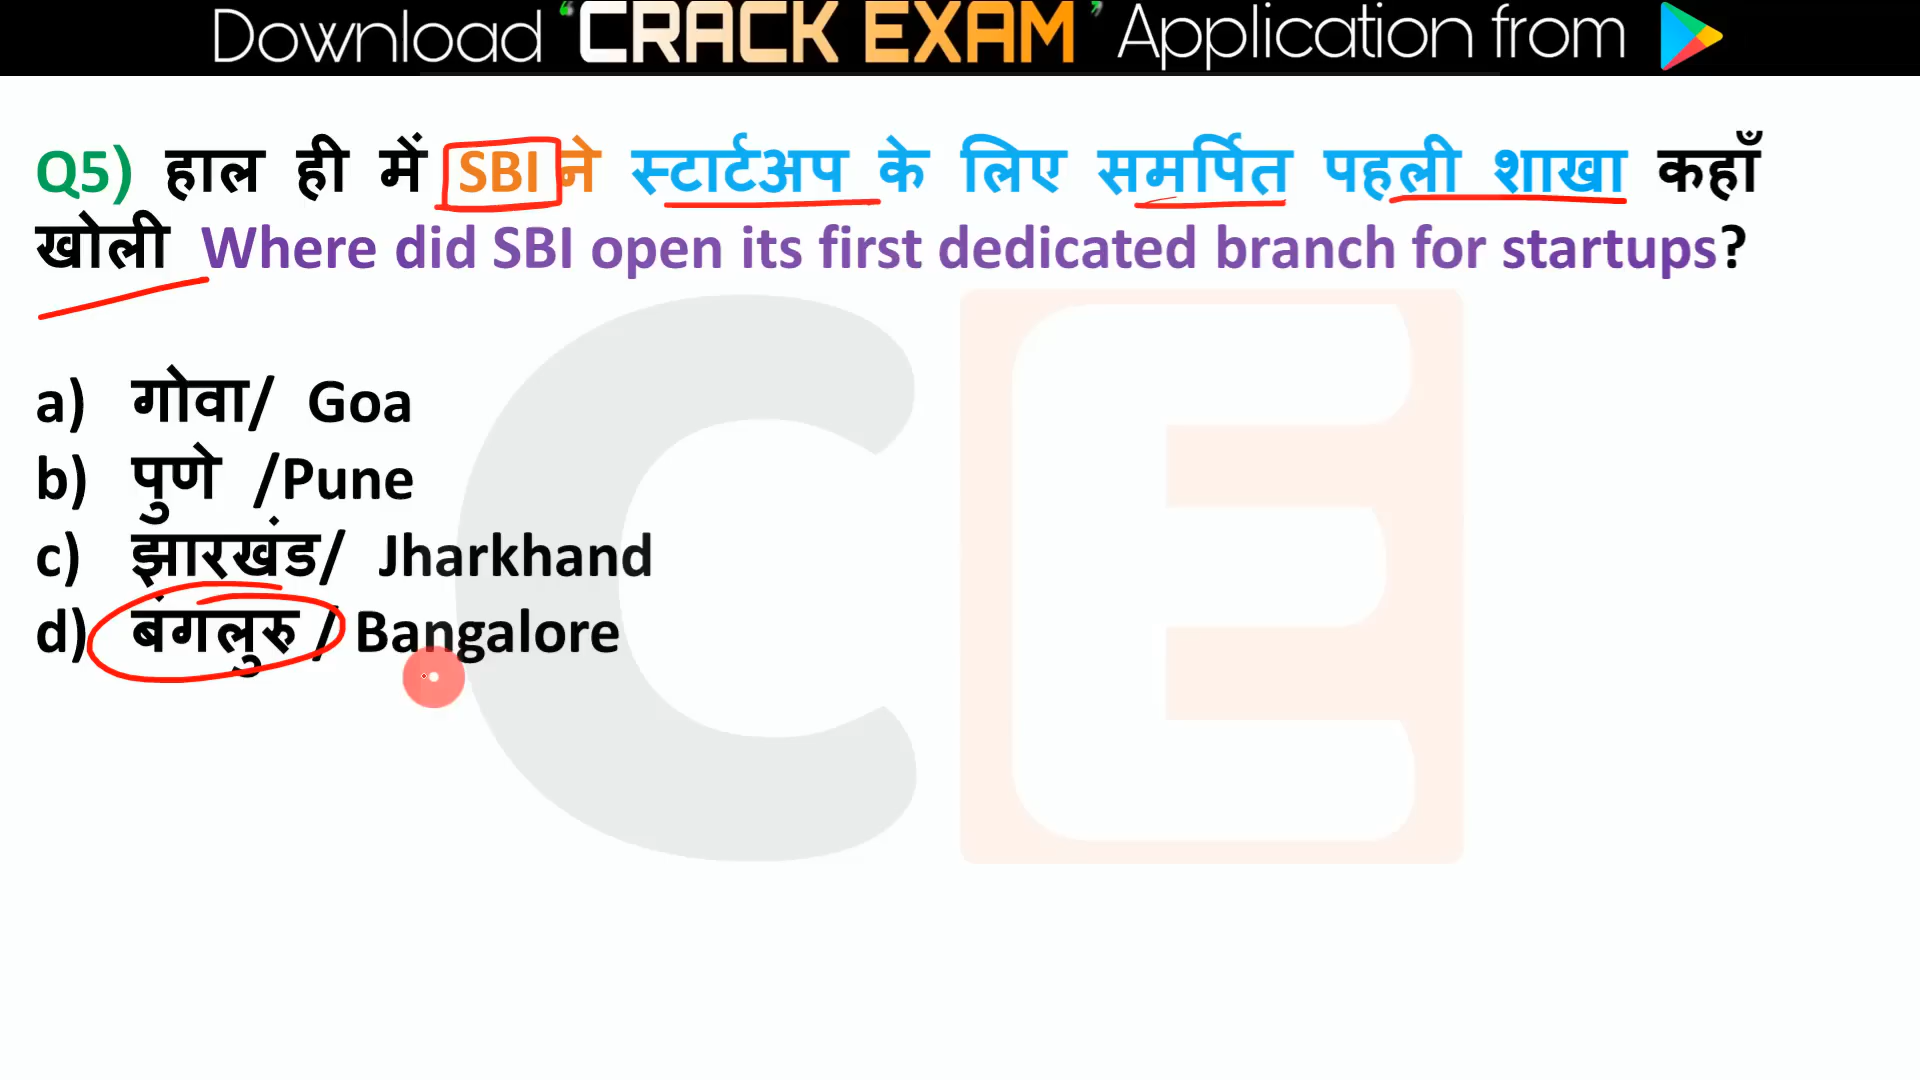 Download ‘CRACK EXAM’ Application from
Q5) हाल ही में SBI ने स्टार्टअप के लिए समर्पित पहली शाखा कहाँ
खोली Where did SBI open its first dedicated branch for startups?
a) गोवा/ Goa
b) पुणे /Pune
c) झारखंड/ Jharkhand
d) बंगलुरु / Bangalore
CE